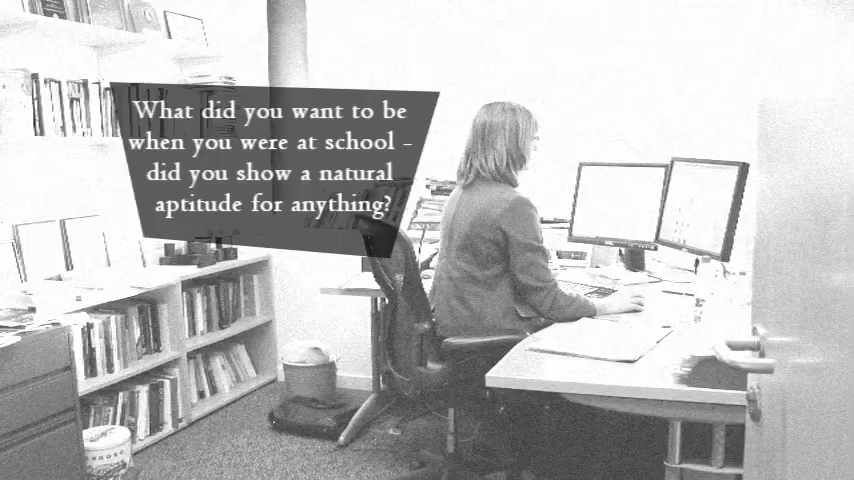 What did you want to be
when you were at school -
did you show a natural
aptitude for anything?